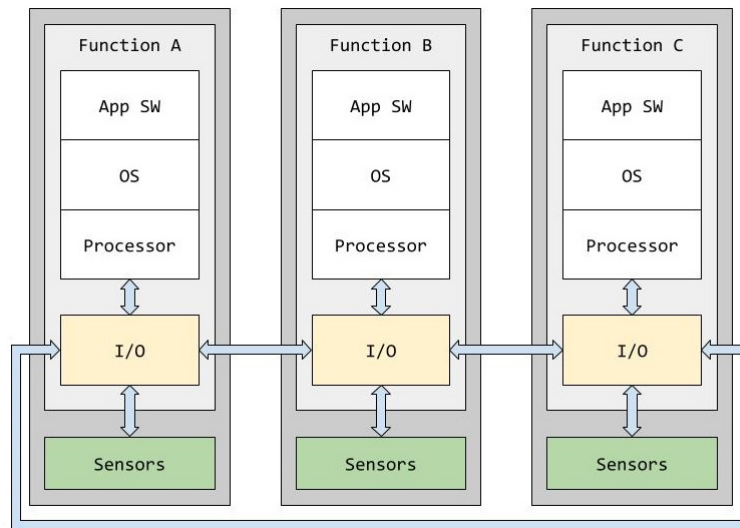 Function A
App SW
OS
Processor
I/O
Sensors
Function B
App SW
OS
Processor
I/O
Sensors
Function C
App SW
OS
Processor
I/O
Sensors